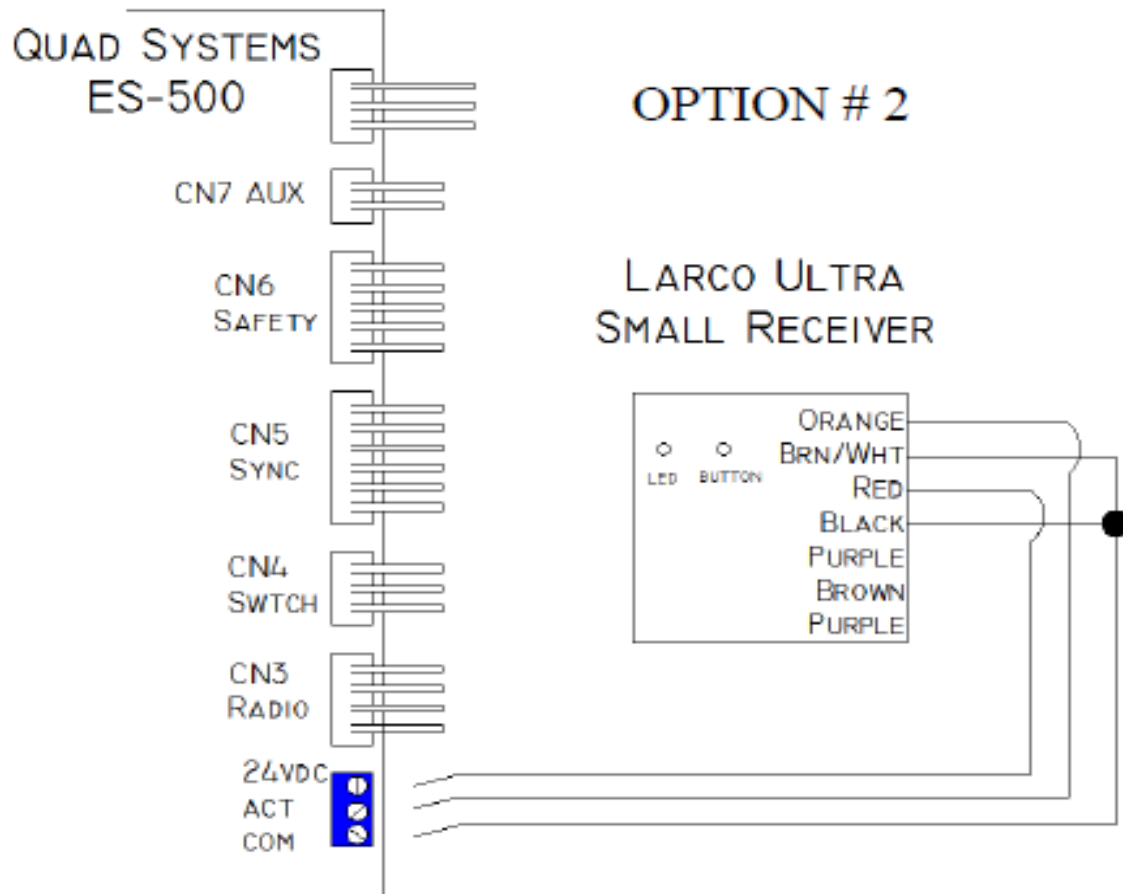 QUAD SYSTEMS
ES-500
OPTION # 2
CN7 AUX
CN6
SAFETY
LARCO ULTRA
SMALL RECEIVER
CN5
SYNC
LED
BUTTON
ORANGE
BRN/WHT
RED
BLACK
PURPLE
BROWN
PURPLE
CN4
SWTCH
CN3
RADIO
24VDC
ACT
COM